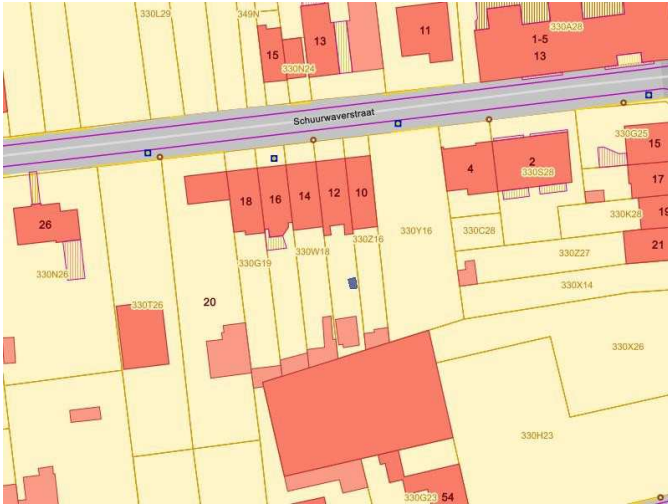 330L29
349N
13
11
330A28
1-5
13
15
330N24
Schuurwaverstraat
330G25
15
4
2
17
330S28
18
16
14
12
10
26
330K28
19
330Y16
330C28
330Z16
21
330W18
330Z27
330G19
330N26
330X14
20
330T26
330X26
330H23
330G23
54